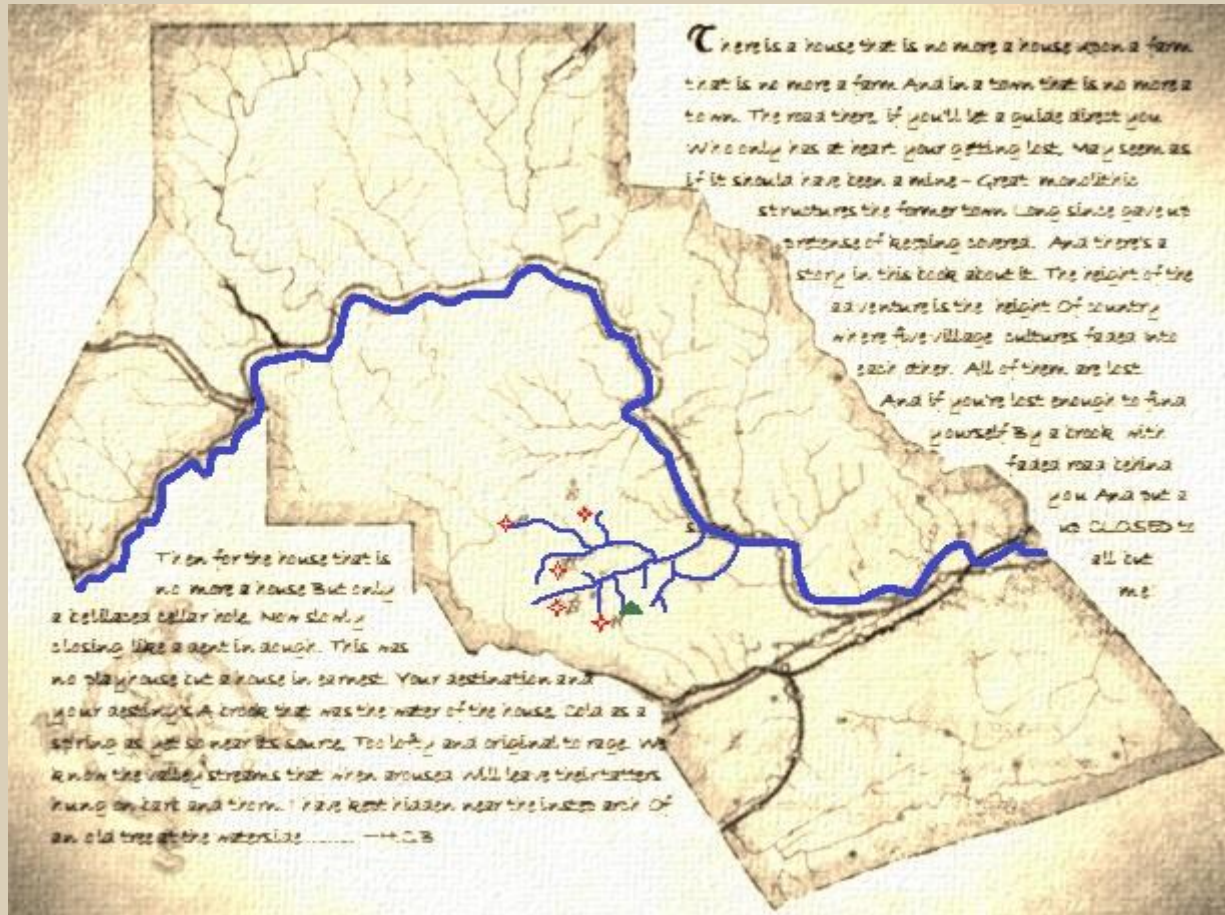 There is a house that is no more a house upon a farm
that is no more a farm And in a town that is no more a
town. The road there, if you'll let a guide direct you
Who only has at heart your getting lost, May seem as
if it should have been a mine - Great monolithic
structures the former town Long since gave up
pretense of keeping covered. And there's a
story in this book about it. The height of the
adventure is the height Of country
where five village cultures faded into
each other. All of them are lost
And if you're lost enough to find
yourself By a brook with
faded road behind
you And put a
up CLOSED to
all but
me
Then for the house that is
no more a house But only
a belilaced cellar hole, Now slowly
closing like a dent in dough. This was
no playhouse but a house in earnest. Your destination and
your destiny's A brook that was the water of the house, Cold as a
spring as yet so near its source, Too lofty and original to rage. We
know the valley streams that when aroused Will leave their tatters
hung on bark and thorn. I have kept hidden near the instep arch Of
an old tree at the waterside.......... —H.C.B